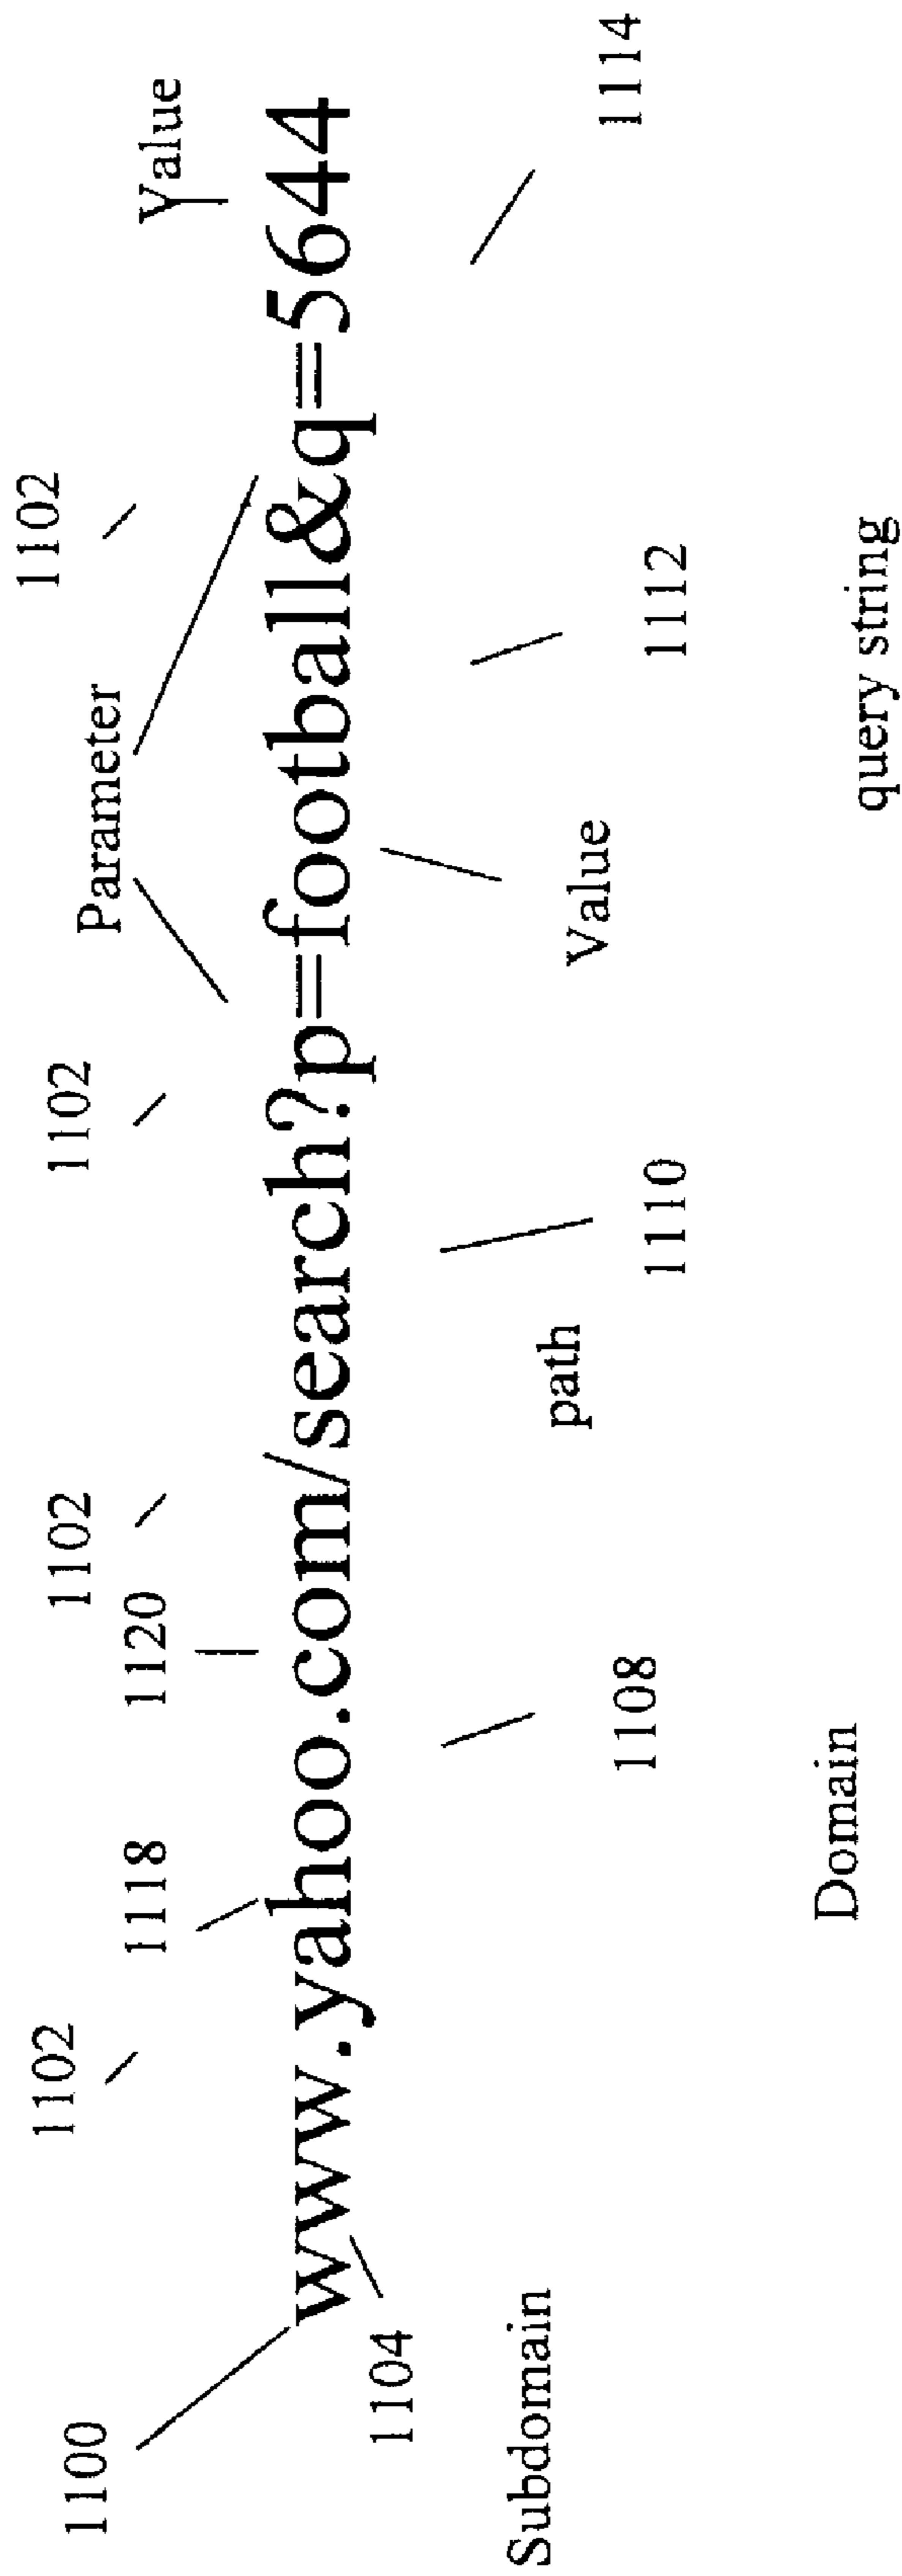 1102
Value
Parameter
1102
1102
1120
1118
1102
1100
www.yahoo.com/search?p=football&q=5644
1104
Subdomain
1108
Domain
path
1110
Value
1112
query string
1114